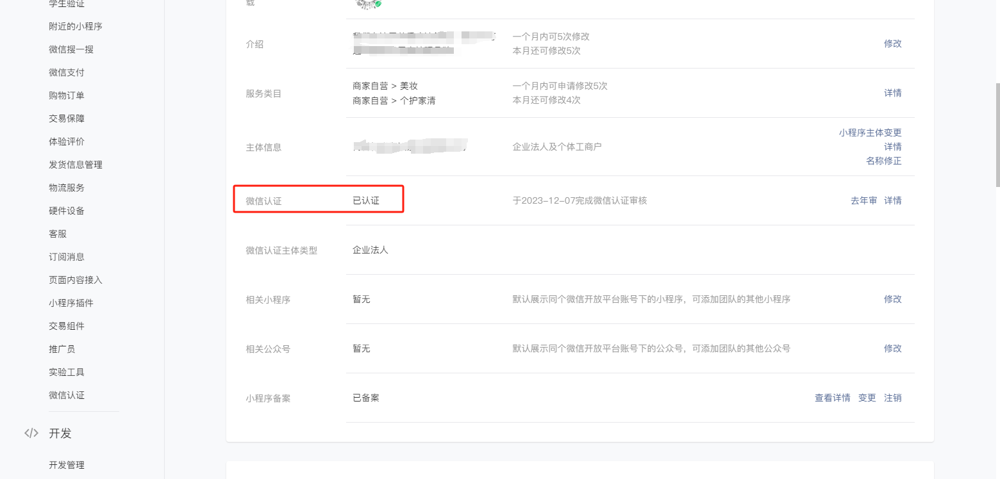 学生验证
附近的小程序
微信搜一搜
微信支付
购物订单
交易保障
体验评价
发货信息管理
物流服务
硬件设备
客服
订阅消息
页面内容接入
小程序插件
交易组件
推广员
实验工具
微信认证
</> 开发
开发管理
载
介绍
一个月内可5次修改
本月还可修改5次
修改
服务类目
商家自营 > 美妆
商家自营 > 个护家清
一个月内可申请修改5次
本月还可修改4次
详情
主体信息
企业法人及个体工商户
小程序主体变更
详情
名称修正
微信认证 已认证 于2023-12-07完成微信认证审核 去年审 详情
微信认证主体类型 企业法人
相关小程序 暂无 默认展示同个微信开放平台账号下的小程序，可添加团队的其他小程序 修改
相关公众号 暂无 默认展示同个微信开放平台账号下的公众号，可添加团队的其他公众号 修改
小程序备案 已备案 查看详情 变更 注销